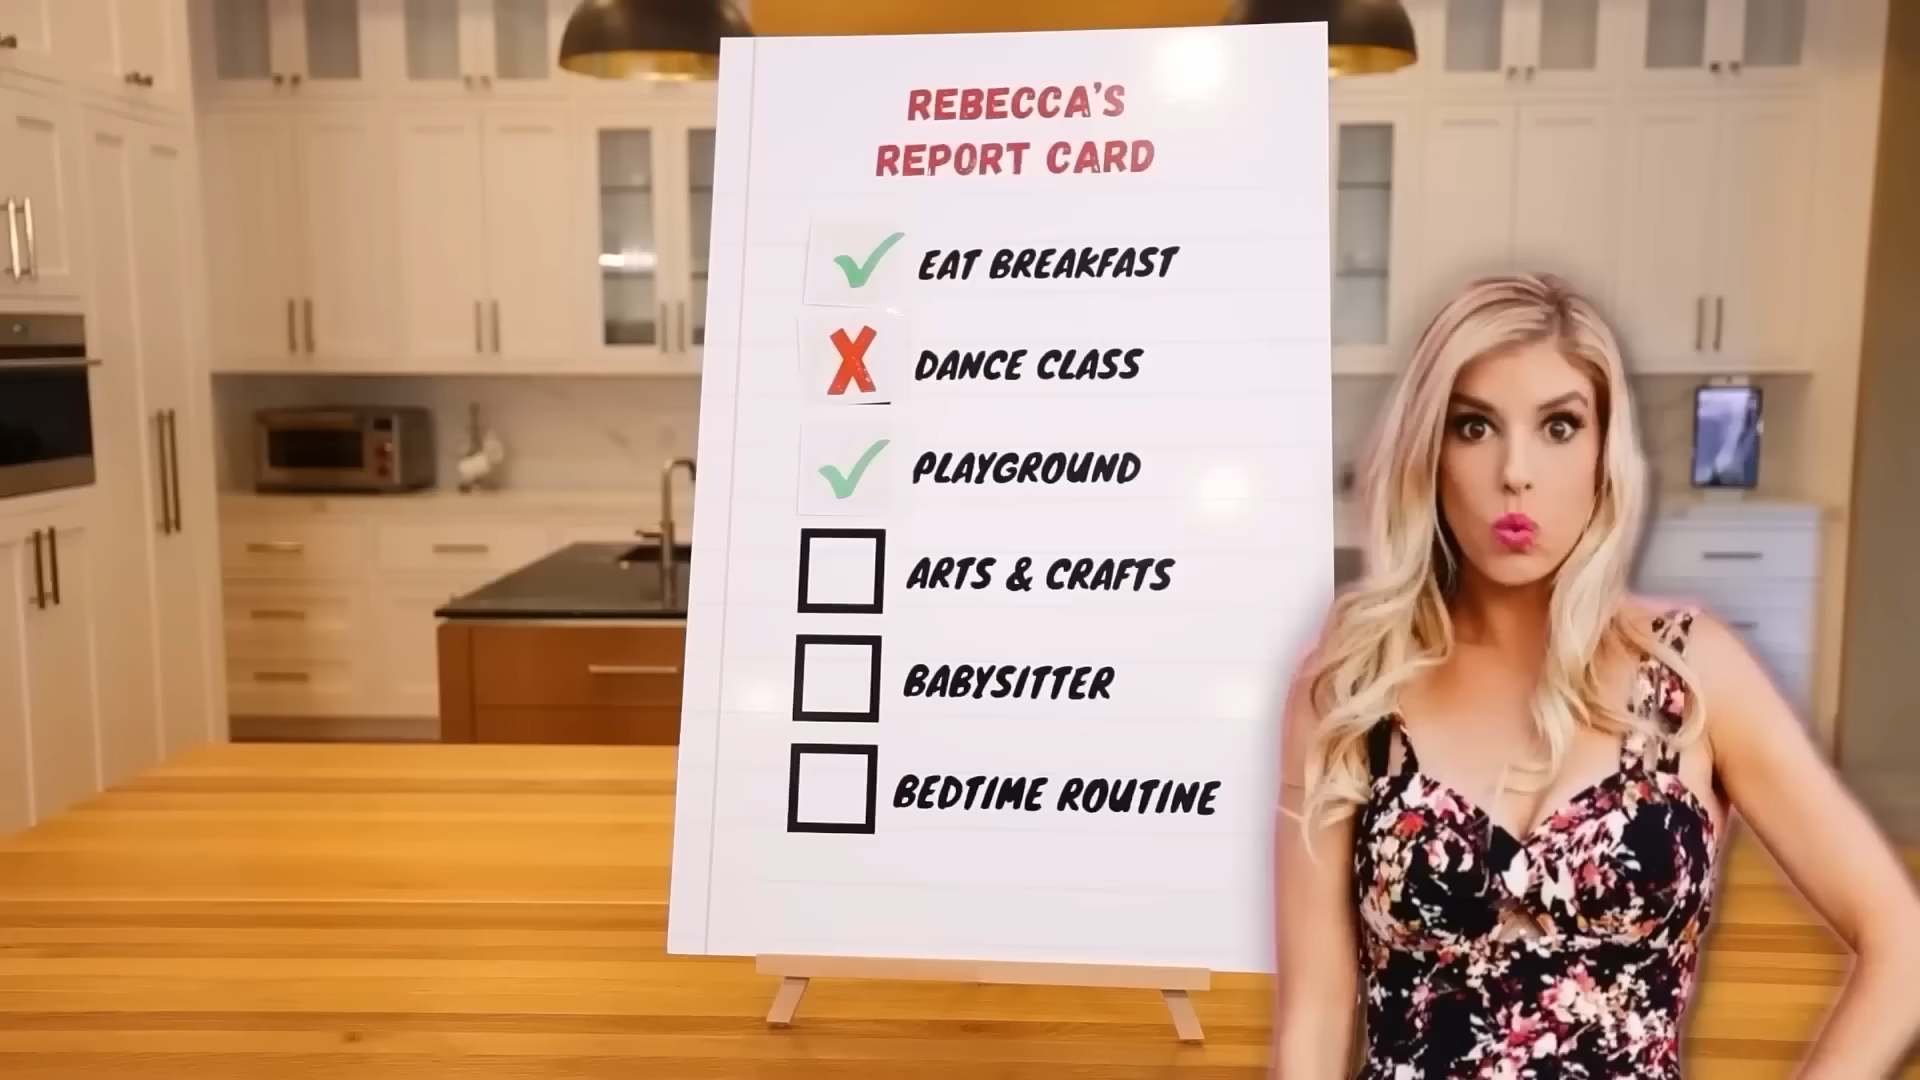 REBECCA'S
REPORT CARD
EAT BREAKFAST
X DANCE CLASS
PLAYGROUND
ARTS & CRAFTS
BABYSITTER
BEDTIME ROUTINE